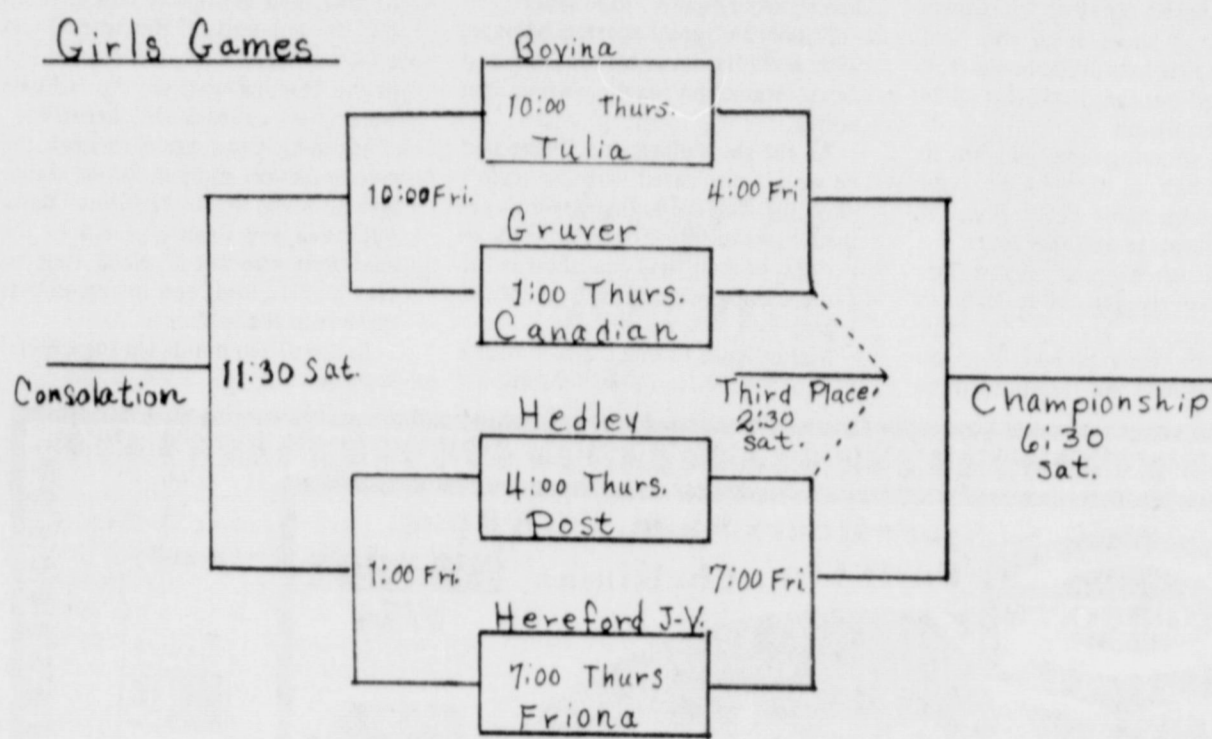 Girls Games
Bovina
10:00 Thurs.
Tulia
10:00 Fri.
4:00 Fri
Gruver
1:00 Thurs.
Canadian
Consolation
11:30 Sat.
Third Place
2:30
sat.
Championship
6:30
sat.
Hedley
4:00 Thurs.
Post
1:00 Fri.
7:00 Fri
Hereford J-V.
7:00 Thurs
Friona